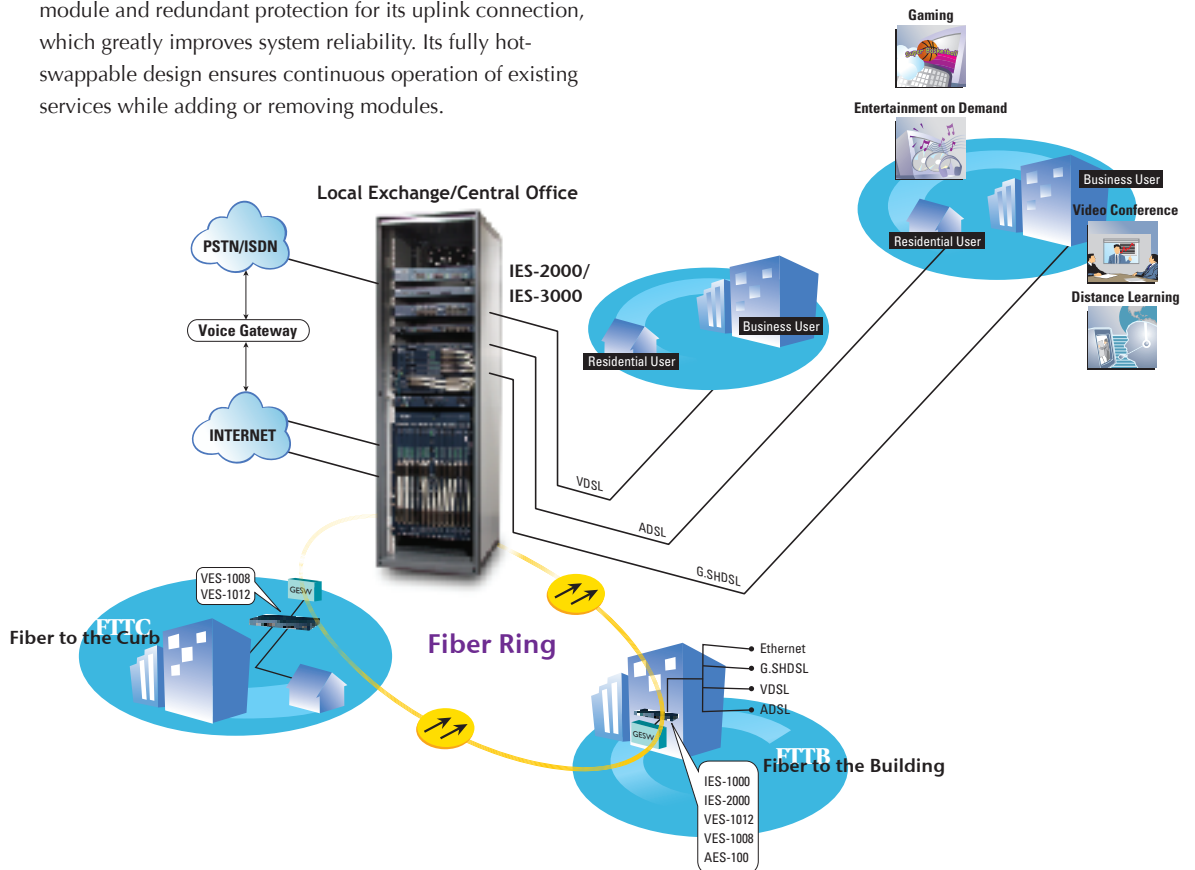 module and redundant protection for its uplink connection,
which greatly improves system reliability. Its fully hot-
swappable design ensures continuous operation of existing
services while adding or removing modules.
Gaming
Super Basketball
Entertainment on Demand
Business User
Residential User
Video Conference
Distance Learning
Local Exchange/Central Office
PSTN/ISDN
Voice Gateway
INTERNET
IES-2000/
IES-3000
Business User
Residential User
VDSL
ADSL
G.SHDSL
VES-1008
VES-1012
GESW
FTTC
Fiber to the Curb
Fiber Ring
Ethernet
G.SHDSL
VDSL
ADSL
GESW
FTTB
Fiber to the Building
IES-1000
IES-2000
VES-1012
VES-1008
AES-100